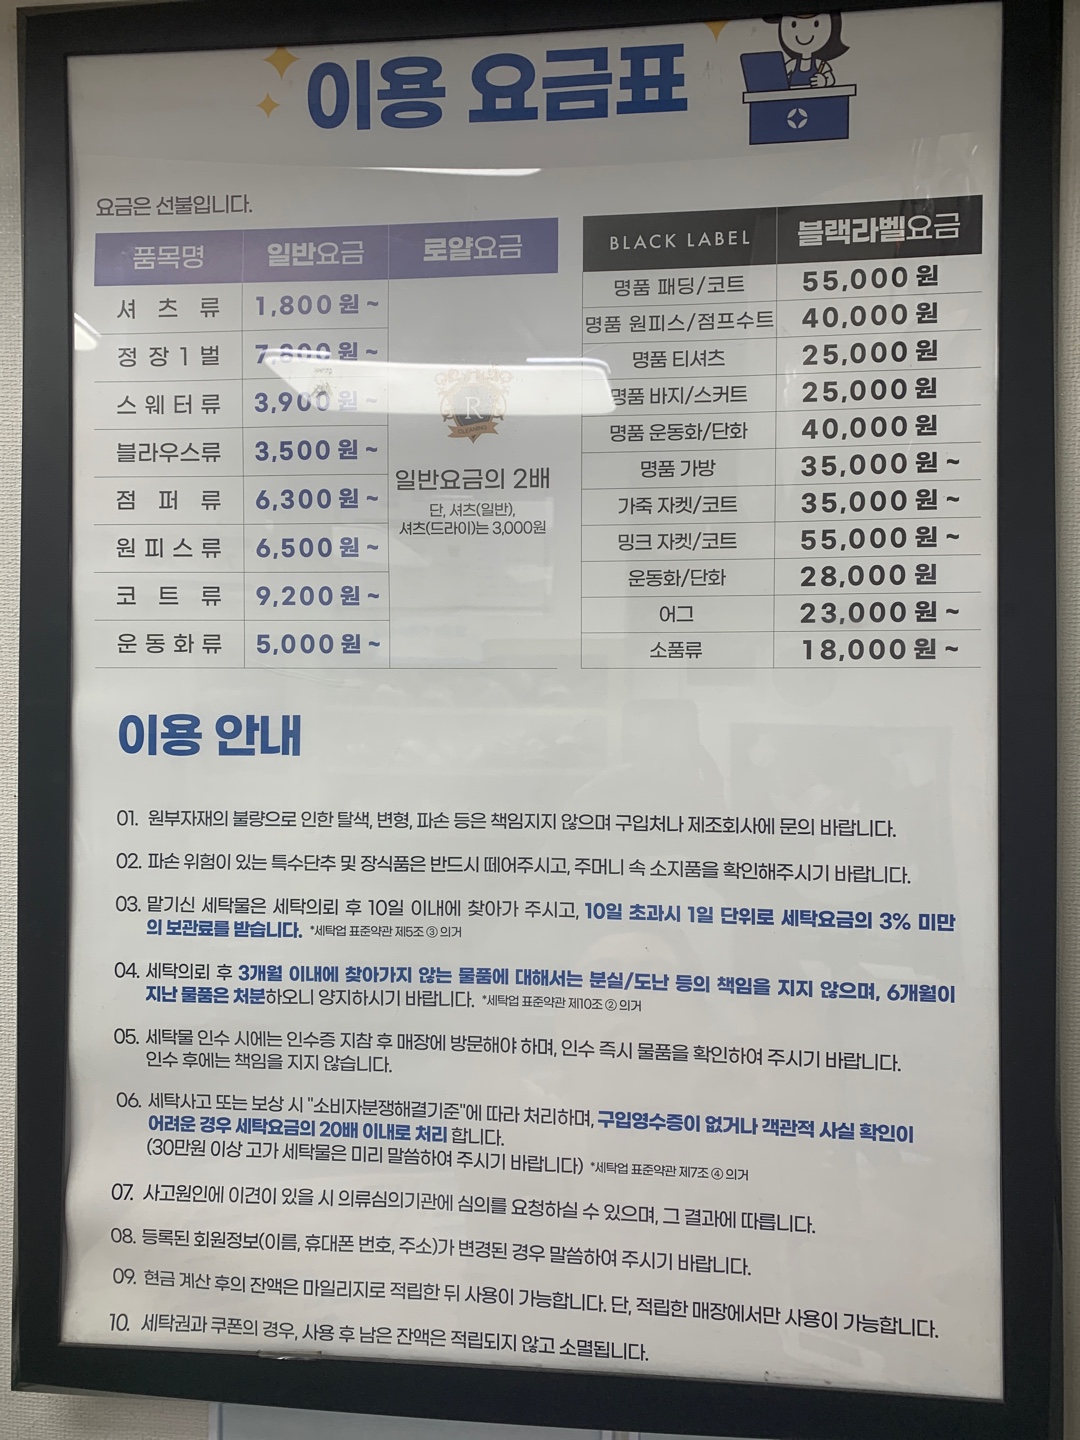 이용 요금표
요금은 선불입니다.
품목명 일반요금 로얄요금
셔츠류 1,800원~
정장1벌 7,800원~
스웨터류 3,900원~
블라우스류 3,500원~
점퍼류 6,300원~
원피스류 6,500원~
코트류 9,200원~
운동화류 5,000원~
R
CLEANING
일반요금의 2배
단, 셔츠(일반),
셔츠(드라이)는 3,000원
BLACK LABEL 블랙라벨요금
명품 패딩/코트 55,000원
명품 원피스/점프수트 40,000원
명품 티셔츠 25,000원
명품 바지/스커트 25,000원
명품 운동화/단화 40,000원
명품 가방 35,000원~
가죽 자켓/코트 35,000원~
밍크 자켓/코트 55,000원~
운동화/단화 28,000원
어그 23,000원~
소품류 18,000원~
이용 안내
01. 원부자재의 불량으로 인한 탈색, 변형, 파손 등은 책임지지 않으며 구입처나 제조회사에 문의 바랍니다.
02. 파손 위험이 있는 특수단추 및 장식품은 반드시 떼어주시고, 주머니 속 소지품을 확인해주시기 바랍니다.
03. 맡기신 세탁물은 세탁의뢰 후 10일 이내에 찾아가 주시고, 10일 초과시 1일 단위로 세탁요금의 3% 미만
의 보관료를 받습니다. *세탁업 표준약관 제5조 ③ 의거
04. 세탁의뢰 후 3개월 이내에 찾아가지 않는 물품에 대해서는 분실/도난 등의 책임을 지지 않으며, 6개월이
지난 물품은 처분하오니 양지하시기 바랍니다. *세탁업 표준약관 제10조 ② 의거
05. 세탁물 인수 시에는 인수증 지참 후 매장에 방문해야 하며, 인수 즉시 물품을 확인하여 주시기 바랍니다.
인수 후에는 책임을 지지 않습니다.
06. 세탁사고 또는 보상 시 "소비자분쟁해결기준"에 따라 처리하며, 구입영수증이 없거나 객관적 사실 확인이
어려운 경우 세탁요금의 20배 이내로 처리 합니다.
(30만원 이상 고가 세탁물은 미리 말씀하여 주시기 바랍니다) *세탁업 표준약관 제7조 ④ 의거
07. 사고원인에 이견이 있을 시 의류심의기관에 심의를 요청하실 수 있으며, 그 결과에 따릅니다.
08. 등록된 회원정보(이름, 휴대폰 번호, 주소)가 변경된 경우 말씀하여 주시기 바랍니다.
09. 현금 계산 후의 잔액은 마일리지로 적립한 뒤 사용이 가능합니다. 단, 적립한 매장에서만 사용이 가능합니다.
10. 세탁권과 쿠폰의 경우, 사용 후 남은 잔액은 적립되지 않고 소멸됩니다.